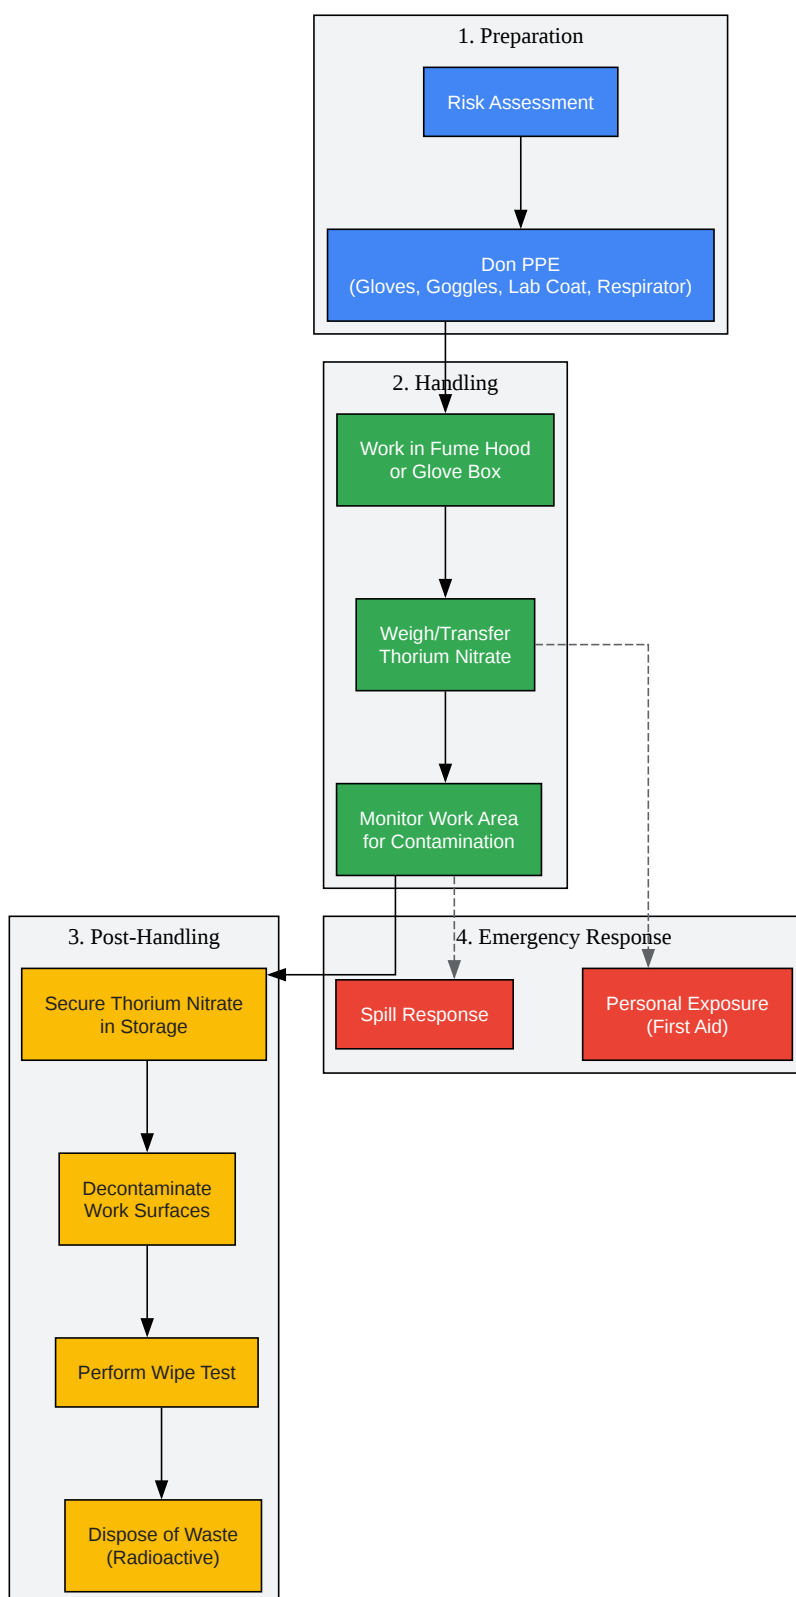 1. Preparation
Risk Assessment
Don PPE
(Gloves, Goggles, Lab Coat, Respirator)
2. Handling
Work in Fume Hood
or Glove Box
Weigh/Transfer
Thorium Nitrate
Monitor Work Area
for Contamination
3. Post-Handling
Secure Thorium Nitrate
in Storage
Decontaminate
Work Surfaces
Perform Wipe Test
Dispose of Waste
(Radioactive)
4. Emergency Response
Spill Response
Personal Exposure
(First Aid)